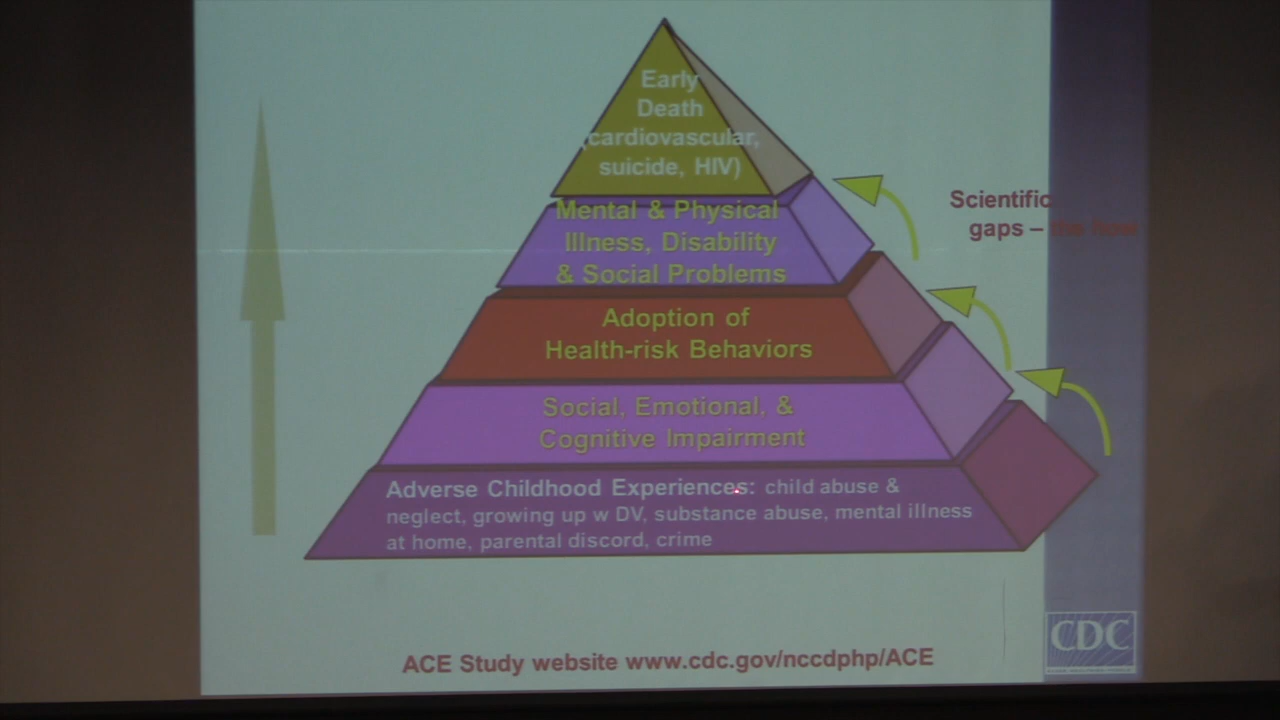 Early
Death
(cardiovascular,
suicide, HIV)
Mental & Physical
Illness, Disability
& Social Problems
Adoption of
Health-risk Behaviors
Social, Emotional, &
Cognitive Impairment
Adverse Childhood Experiences: child abuse &
neglect, growing up w DV, substance abuse, mental illness
at home, parental discord, crime
Scientific
gaps – the how
CDC
ACE Study website www.cdc.gov/nccdphp/ACE